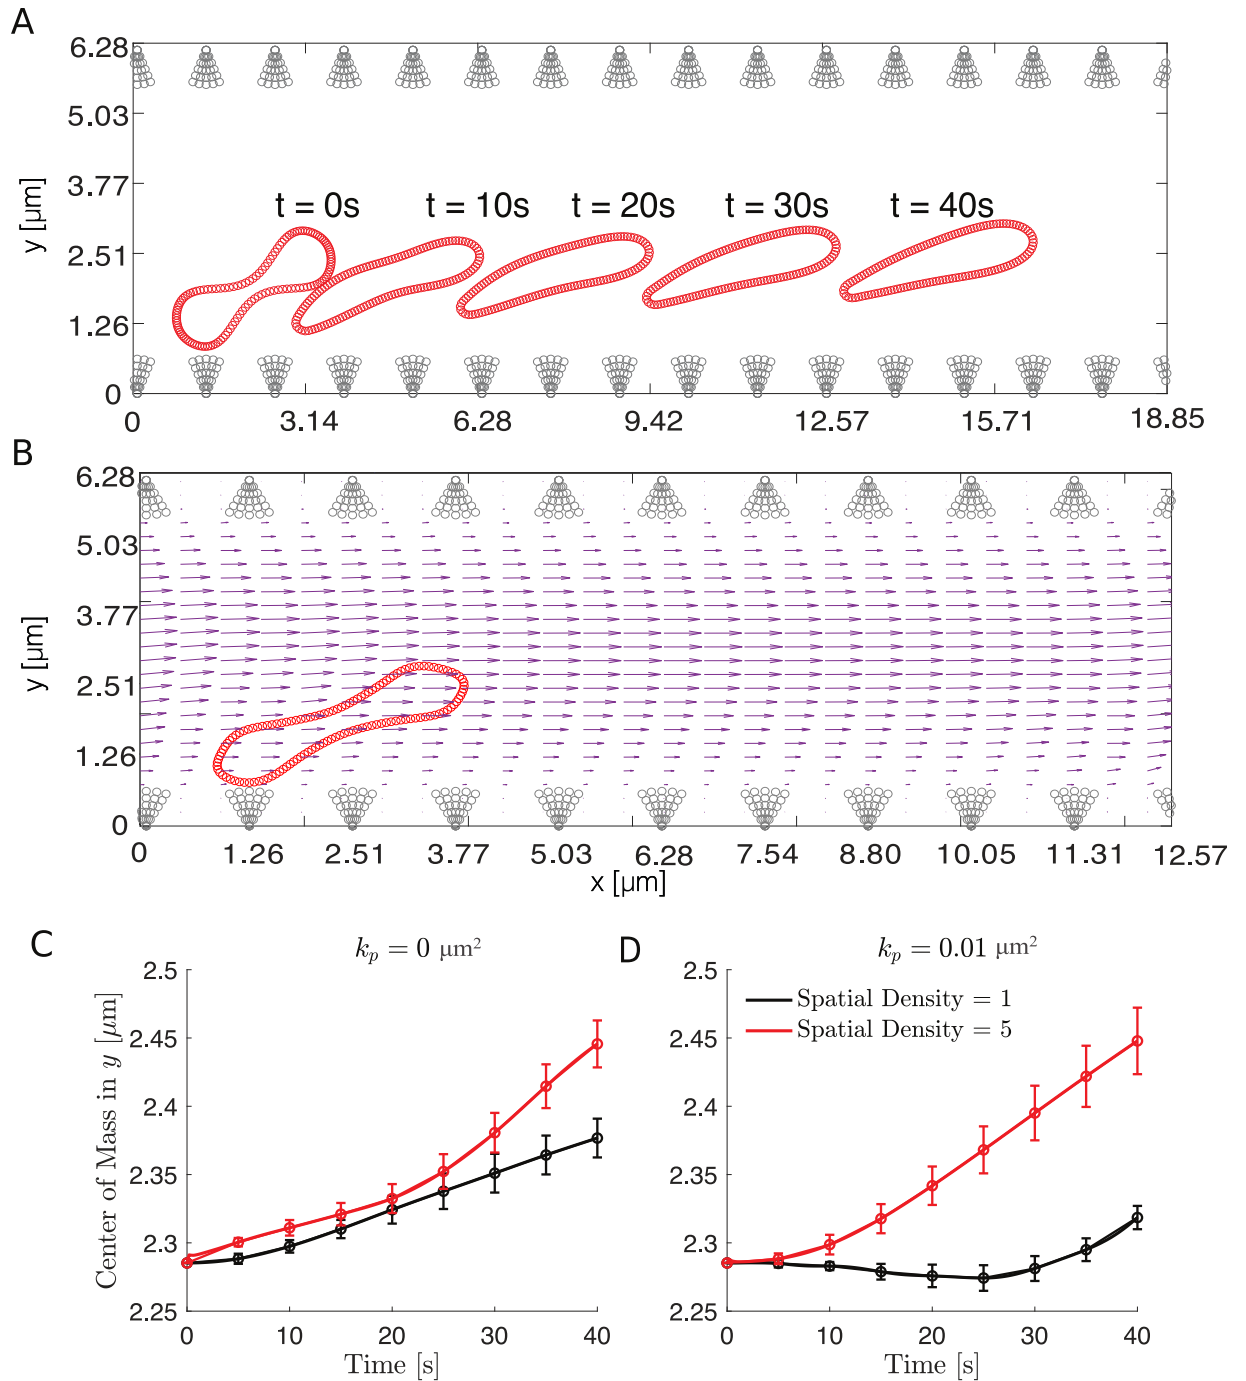 A
6.28
5.03
3.77
2.51
1.26
0
y [μm]
t = 0s t = 10s t = 20s t = 30s t = 40s
0 3.14 6.28 9.42 12.57 15.71 18.85
B
6.28
5.03
3.77
2.51
1.26
0
y [μm]
0 1.26 2.51 3.77 5.03 6.28 7.54 8.80 10.05 11.31 12.57
x [μm]
C
k_p = 0 μm²
2.5
2.45
2.4
2.35
2.3
2.25
Center of Mass in y [μm]
0 10 20 30 40
Time [s]
D
k_p = 0.01 μm²
Spatial Density = 1
Spatial Density = 5
2.5
2.45
2.4
2.35
2.3
2.25
0 10 20 30 40
Time [s]